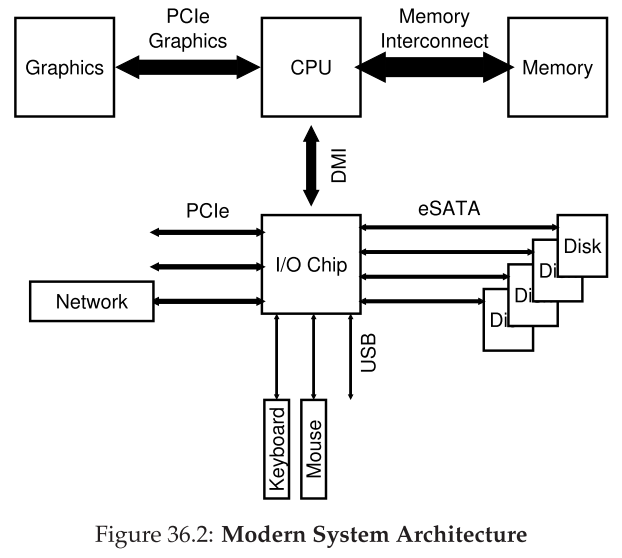 PCIe
Graphics
Memory
Interconnect
Graphics
CPU
Memory
DMI
PCIe
eSATA
I/O Chip
Disk
Di
Di
Di
Network
USB
Keyboard
Mouse
Figure 36.2: Modern System Architecture